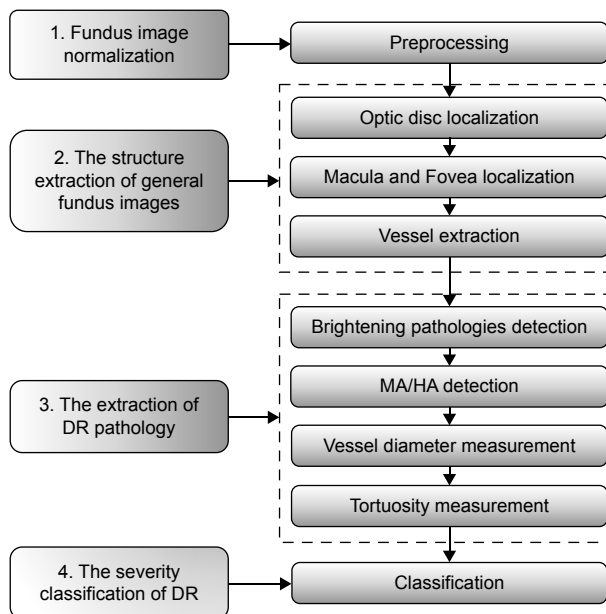 1. Fundus image
normalization
Preprocessing
2. The structure
extraction of general
fundus images
Optic disc localization
Macula and Fovea localization
Vessel extraction
3. The extraction of
DR pathology
Brightening pathologies detection
MA/HA detection
Vessel diameter measurement
Tortuosity measurement
4. The severity
classification of DR
Classification